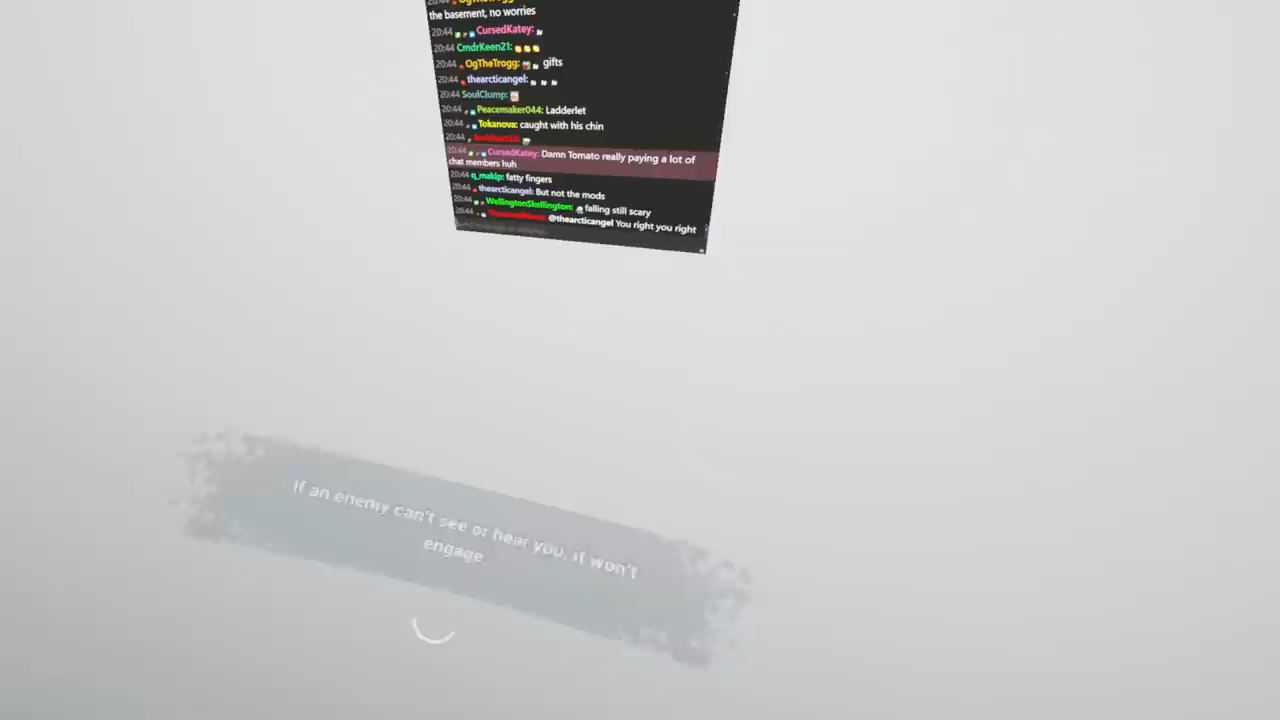 the basement, no worries
20:44 CursedKatey:
20:44 CmdrKeen21:
20:44 OgTheTrogg: gifts
20:44 thearcticangel:
20:44 SoulClump:
20:44 Peacemaker044: Ladderlet
20:44 Tokanova: caught with his chin
20:44
20:44 CursedKatey: Damn Tomato really paying a lot of
chat members huh
20:44 q_makip: fatty fingers
20:44 thearcticangel: But not the mods
20:44 WellingtonSkellington: falling still scary
20:44 @thearcticangel You right you right
If an enemy can't see or hear you, it won't
engage.